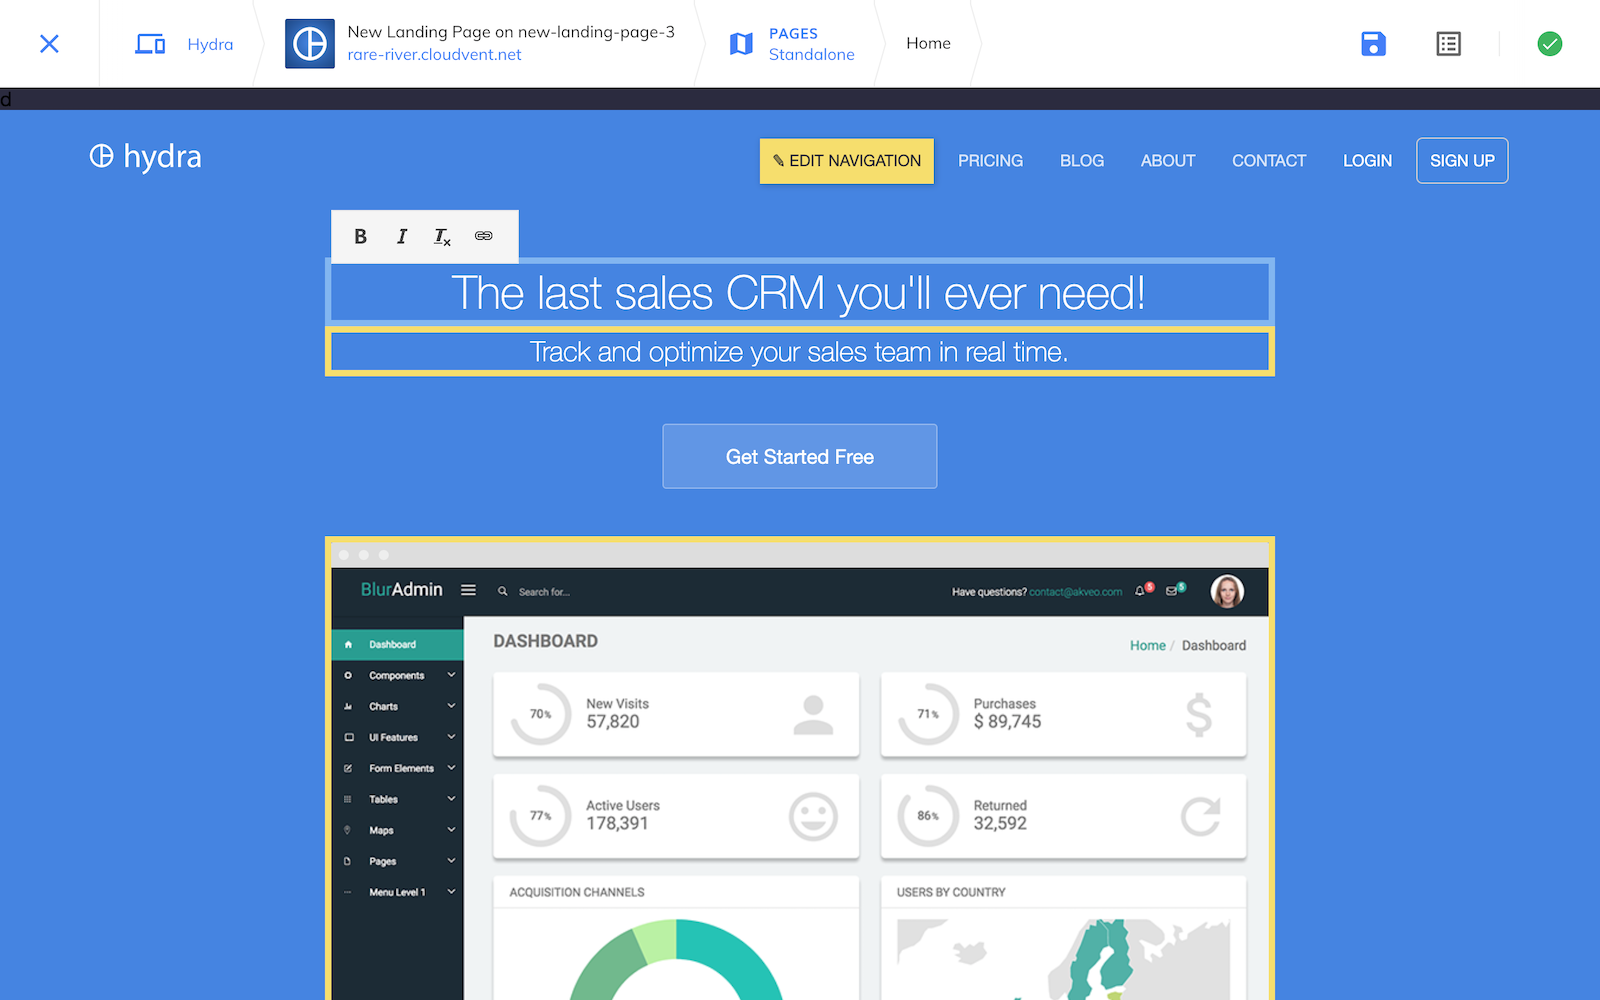 New Landing Page on new-landing-page-3
PAGES
Hydra
rare-river.cloudvent.net
Standalone
Home
d
hydra
✎ EDIT NAVIGATION
PRICING
BLOG
ABOUT
CONTACT
LOGIN
SIGN UP
B I Tx
The last sales CRM you'll ever need!
Track and optimize your sales team in real time.
Get Started Free
BlurAdmin
Search for...
Have questions? contact@akveo.com
5
5
Dashboard
Components
Charts
UI Features
Form Elements
Tables
Maps
Pages
Menu Level 1
DASHBOARD
Home / Dashboard
70%
New Visits
57,820
71%
Purchases
$ 89,745
$
77%
Active Users
178,391
86%
Returned
32,592
ACQUISITION CHANNELS
USERS BY COUNTRY